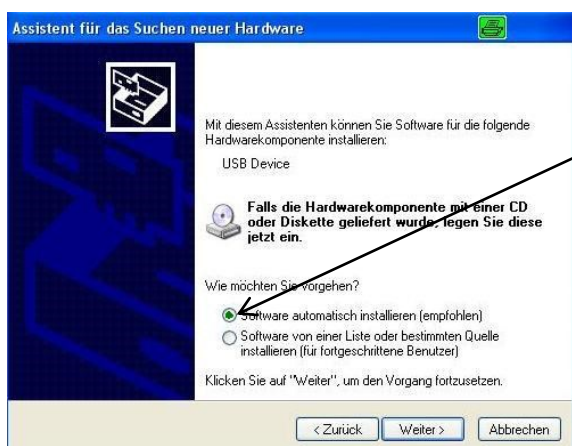 Assistent für das Suchen neuer Hardware
Mit diesem Assistenten können Sie Software für die folgende
Hardwarekomponente installieren:
USB Device
Falls die Hardwarekomponente mit einer CD
oder Diskette geliefert wurde, legen Sie diese
jetzt ein.
Wie möchten Sie vorgehen?
Software automatisch installieren (empfohlen)
Software von einer Liste oder bestimmten Quelle
installieren (für fortgeschrittene Benutzer)
Klicken Sie auf "Weiter", um den Vorgang fortzusetzen.
< Zurück Weiter > Abbrechen